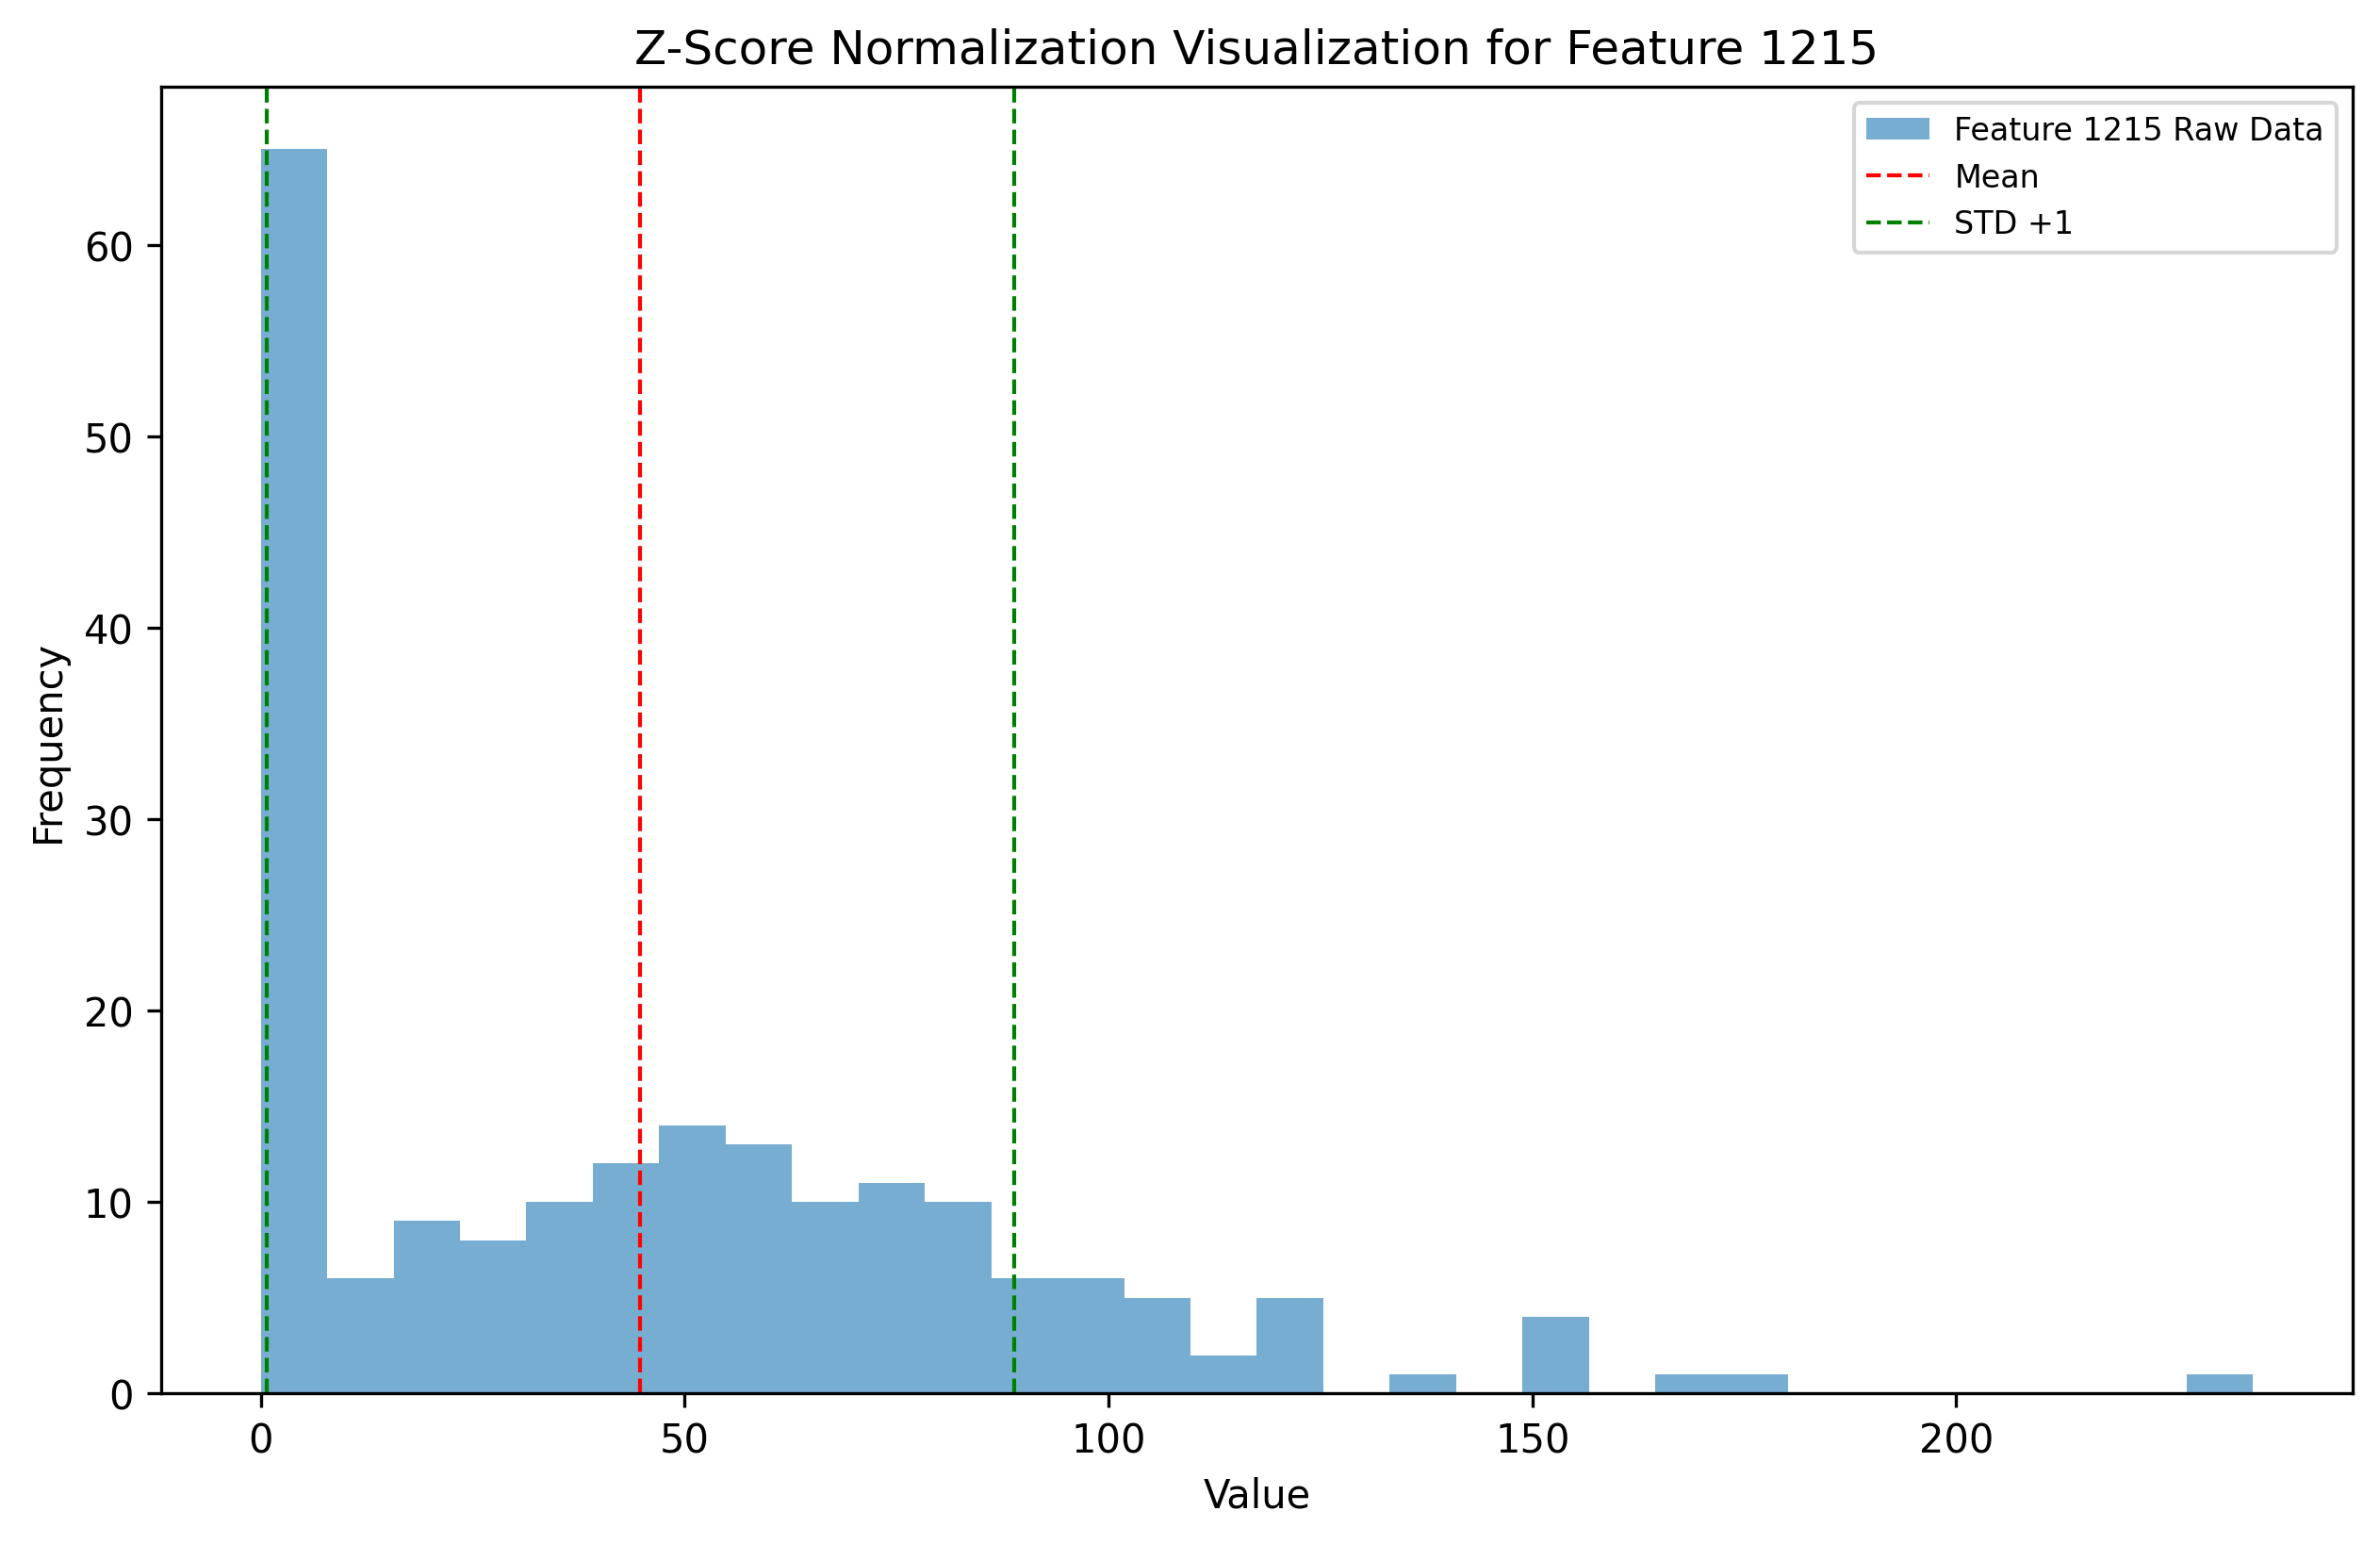 Z-Score Normalization Visualization for Feature 1215
Feature 1215 Raw Data
Mean
STD +1
Frequency
60
50
40
30
20
10
0
0 50 100 150 200
Value